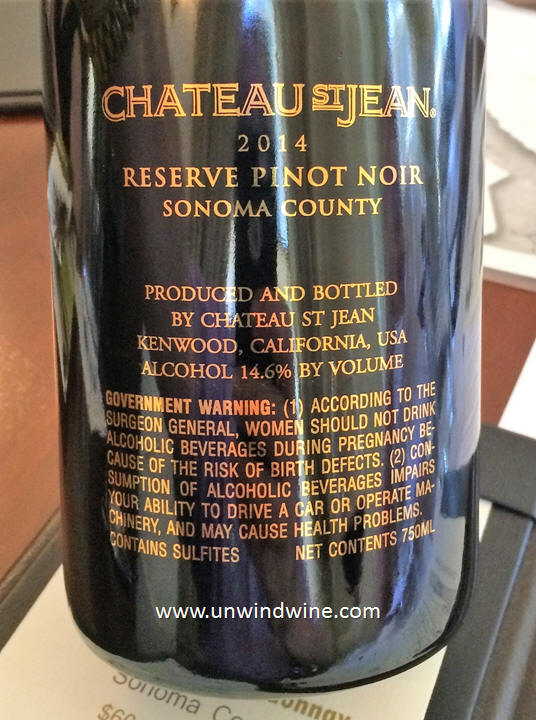 CHATEAU ST JEAN®
2014
RESERVE PINOT NOIR
SONOMA COUNTY
PRODUCED AND BOTTLED
BY CHATEAU ST JEAN
KENWOOD, CALIFORNIA, USA
ALCOHOL 14.6% BY VOLUME
GOVERNMENT WARNING: (1) ACCORDING TO THE
SURGEON GENERAL, WOMEN SHOULD NOT DRINK
ALCOHOLIC BEVERAGES DURING PREGNANCY BE-
CAUSE OF THE RISK OF BIRTH DEFECTS. (2) CON-
SUMPTION OF ALCOHOLIC BEVERAGES IMPAIRS
YOUR ABILITY TO DRIVE A CAR OR OPERATE MA-
CHINERY, AND MAY CAUSE HEALTH PROBLEMS.
CONTAINS SULFITES NET CONTENTS 750ML
www.unwindwine.com
Sonoma